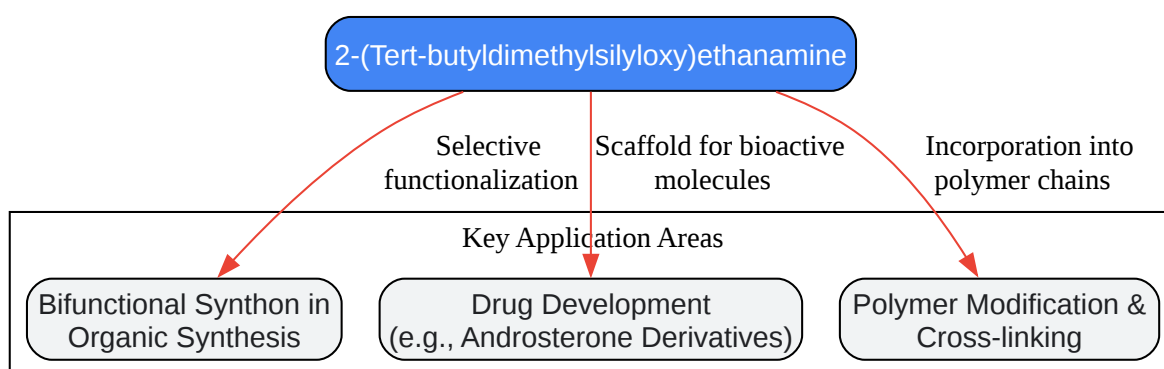 2-(Tert-butyldimethylsilyloxy)ethanamine
Selective
functionalization
Scaffold for bioactive
molecules
Incorporation into
polymer chains
Key Application Areas
Bifunctional Synthon in
Organic Synthesis
Drug Development
(e.g., Androsterone Derivatives)
Polymer Modification &
Cross-linking